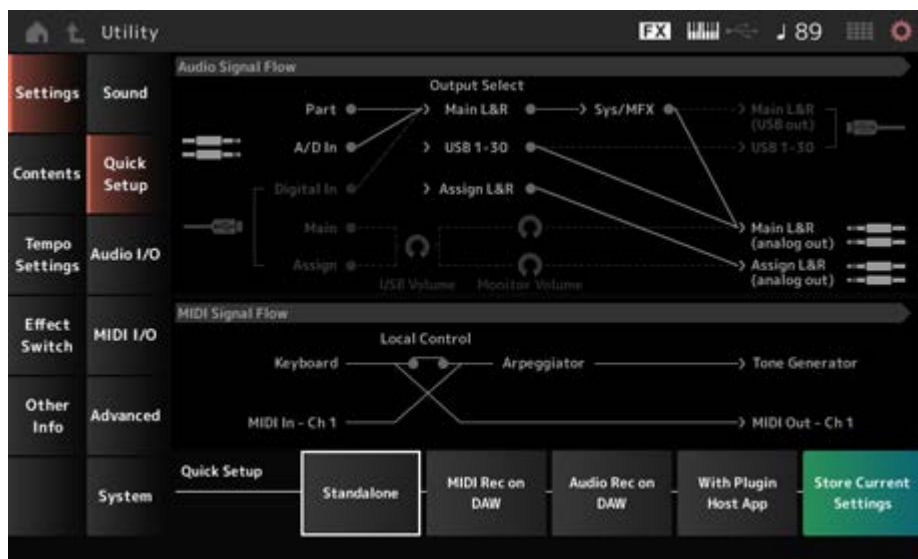 Utility
FX
♩ 89
Settings
Sound
Contents
Quick
Setup
Tempo
Settings
Audio I/O
Effect
Switch
MIDI I/O
Other
Info
Advanced
System
Audio Signal Flow
Output Select
Part
Main L&R
Sys/MFX
Main L&R
(USB out)
A/D In
USB 1-30
USB 1-30
Digital In
Assign L&R
Main
Main L&R
(analog out)
Assign
Assign L&R
(analog out)
USB Volume
Monitor Volume
MIDI Signal Flow
Local Control
Keyboard
Arpeggiator
Tone Generator
MIDI In - Ch 1
MIDI Out - Ch 1
Quick Setup
Standalone
MIDI Rec on
DAW
Audio Rec on
DAW
With Plugin
Host App
Store Current
Settings